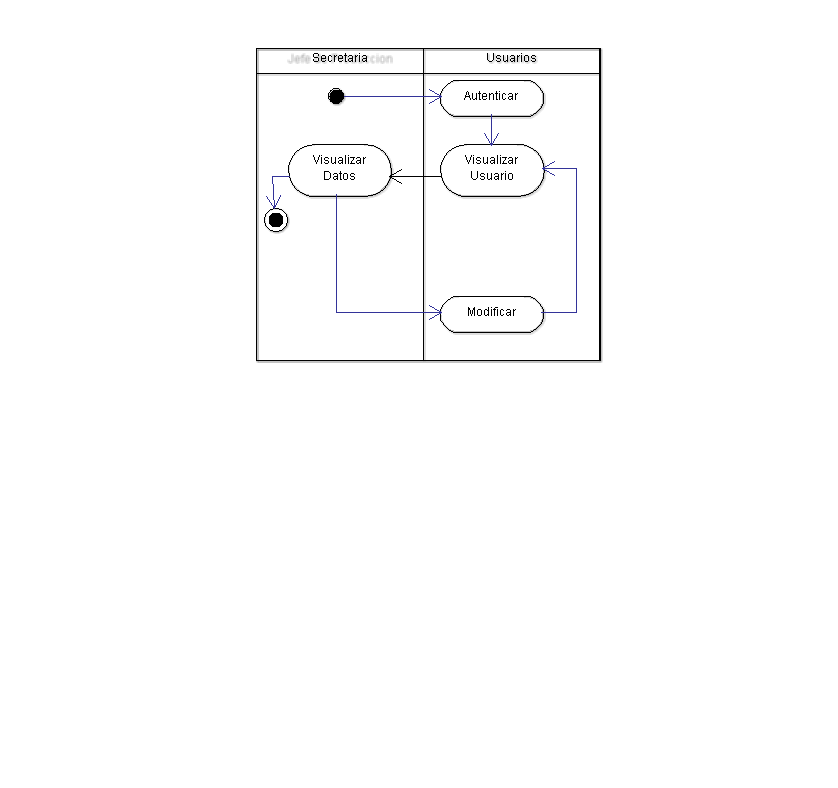 Secretaria
Usuarios
Autenticar
Visualizar
Datos
Visualizar
Usuario
Modificar